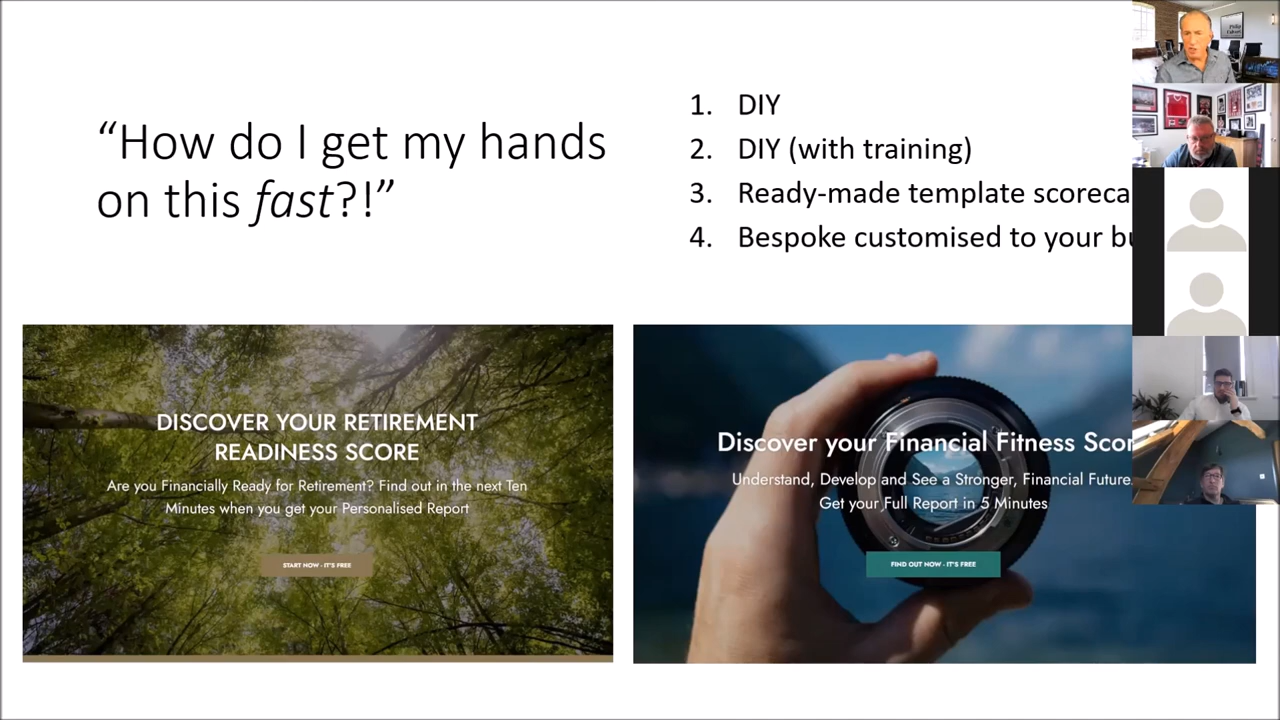 “How do I get my hands
on this fast?!”
1. DIY
2. DIY (with training)
3. Ready-made template scoreca
4. Bespoke customised to your bu
DISCOVER YOUR RETIREMENT
READINESS SCORE
Are you Financially Ready for Retirement? Find out in the next Ten
Minutes when you get your Personalised Report
START NOW - IT'S FREE
Discover your Financial Fitness Scor
Understand, Develop and See a Stronger, Financial Future.
Get your Full Report in 5 Minutes
FIND OUT NOW - IT'S FREE